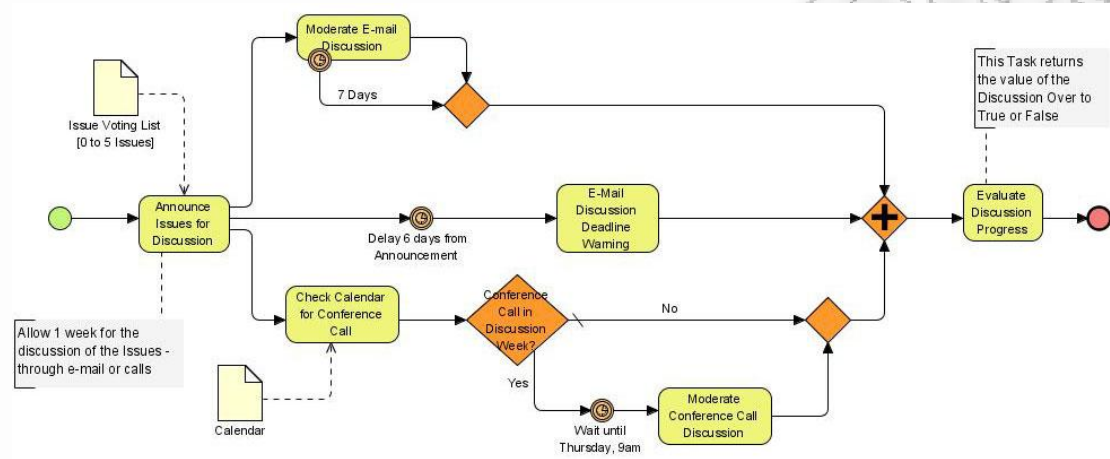 Moderate E-mail
Discussion
7 Days
Issue Voting List
[0 to 5 Issues]
This Task returns
the value of the
Discussion Over to
True or False
Announce
Issues for
Discussion
Delay 6 days from
Announcement
E-Mail
Discussion
Deadline
Warning
Evaluate
Discussion
Progress
Allow 1 week for the
discussion of the Issues -
through e-mail or calls
Check Calendar
for Conference
Call
Conference
Call in
Discussion
Week?
No
Yes
Calendar
Wait until
Thursday, 9am
Moderate
Conference Call
Discussion